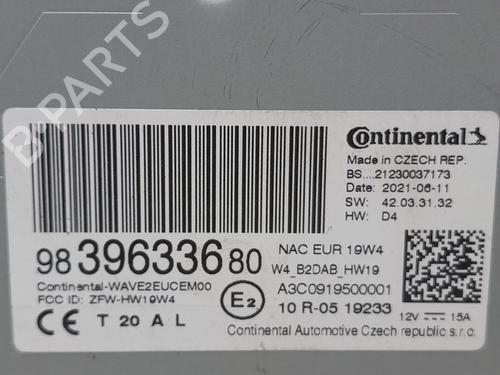 Continental
Made in CZECH REP.
BS....21230037173
Date: 2021-06-11
SW: 42.03.31.32
HW: D4
98 396336 80
NAC EUR 19W4
W4_B2DAB_HW19
Continental-WAVE2EUCEM00
FCC ID: ZFW-HW19W4
E2
A3C0919500001
10 R-05 19233
CE T 20 A L
12V 15A
Continental Automotive Czech republic s.r.o.
B-PARTS